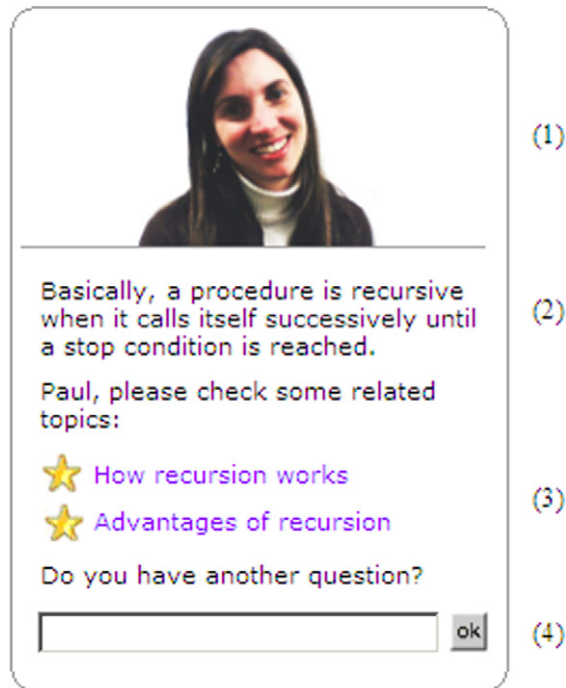 (1)
Basically, a procedure is recursive
when it calls itself successively until
a stop condition is reached.
(2)
Paul, please check some related
topics:
How recursion works
Advantages of recursion
(3)
Do you have another question?
ok
(4)